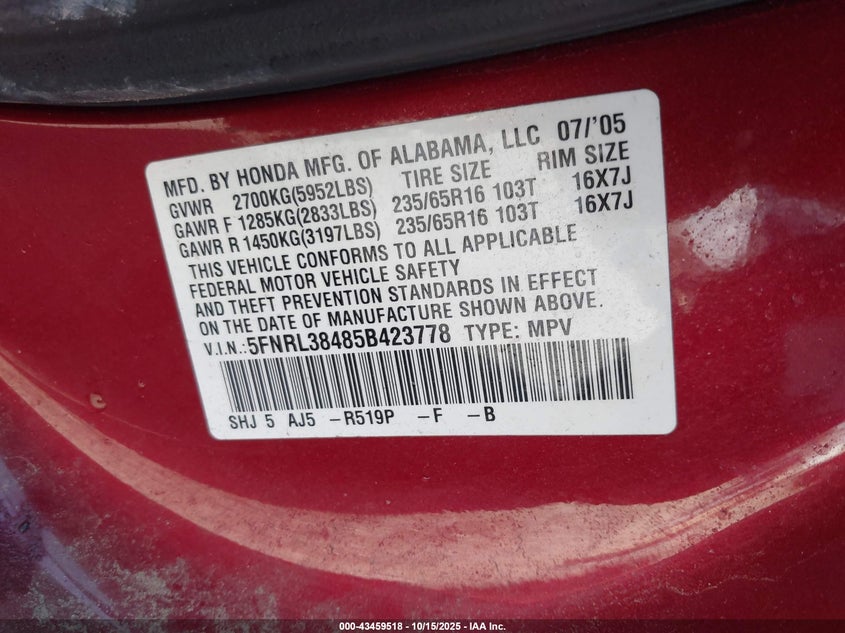 MFD. BY HONDA MFG. OF ALABAMA, LLC 07/'05
GVWR 2700KG(5952LBS) TIRE SIZE RIM SIZE
GAWR F 1285KG(2833LBS) 235/65R16 103T 16X7J
GAWR R 1450KG(3197LBS) 235/65R16 103T 16X7J
THIS VEHICLE CONFORMS TO ALL APPLICABLE
FEDERAL MOTOR VEHICLE SAFETY
AND THEFT PREVENTION STANDARDS IN EFFECT
ON THE DATE OF MANUFACTURE SHOWN ABOVE.
V.I.N.:5FNRL38485B423778 TYPE: MPV
SHJ 5 AJ5 -R519P -F -B
000-43459518 - 10/15/2025 - IAA Inc.